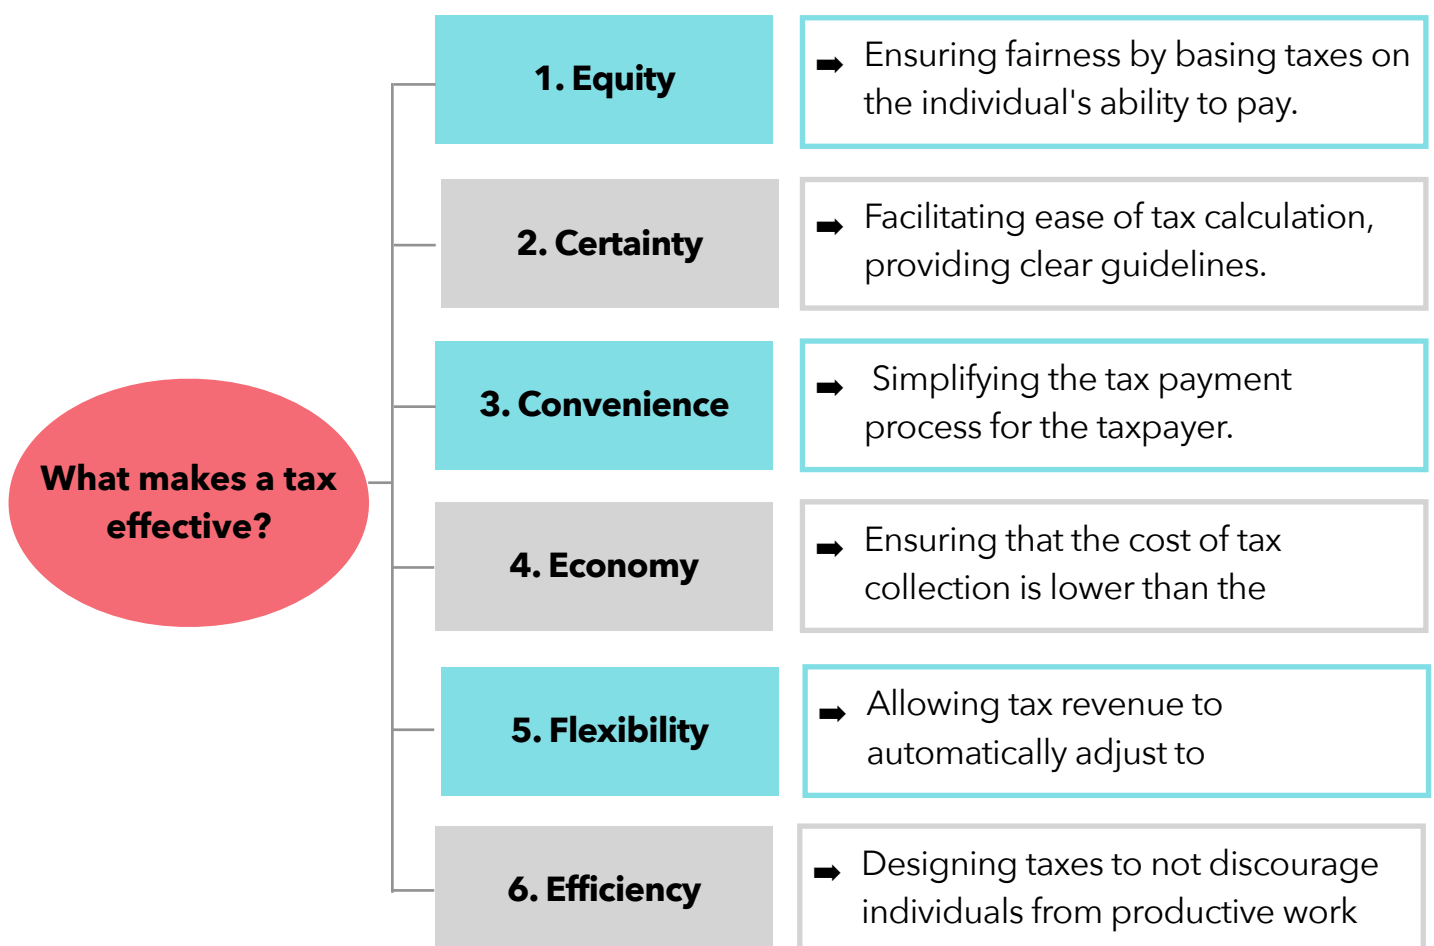 What makes a tax
effective?
1. Equity
➡ Ensuring fairness by basing taxes on
the individual's ability to pay.
2. Certainty
➡ Facilitating ease of tax calculation,
providing clear guidelines.
3. Convenience
➡ Simplifying the tax payment
process for the taxpayer.
4. Economy
➡ Ensuring that the cost of tax
collection is lower than the
5. Flexibility
➡ Allowing tax revenue to
automatically adjust to
6. Efficiency
➡ Designing taxes to not discourage
individuals from productive work